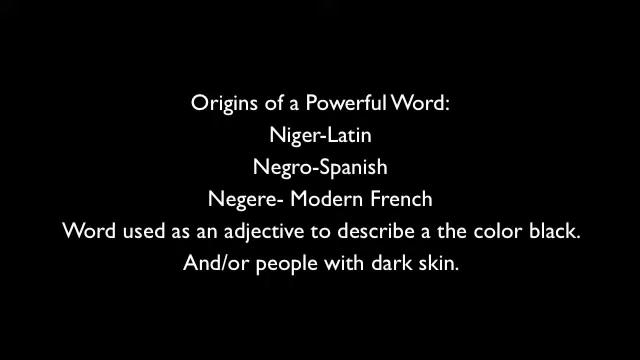 Origins of a Powerful Word:
Niger-Latin
Negro-Spanish
Negere- Modern French
Word used as an adjective to describe a the color black.
And/or people with dark skin.